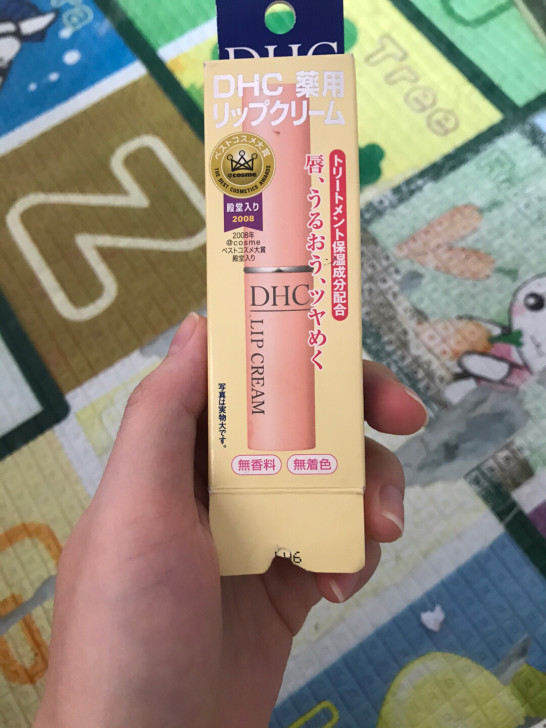 DHC
DHC 薬用
リップクリーム
ベストコスメ大賞
@cosme
THE BEST COSMETICS AWARDS
殿堂入り
2008
2008年
@cosme
ベストコスメ大賞
殿堂入り
トリートメント保湿成分配合
唇、うるおう、ツヤめく
DHC
LIP CREAM
写真は実物大です。
無香料
無着色
Tree